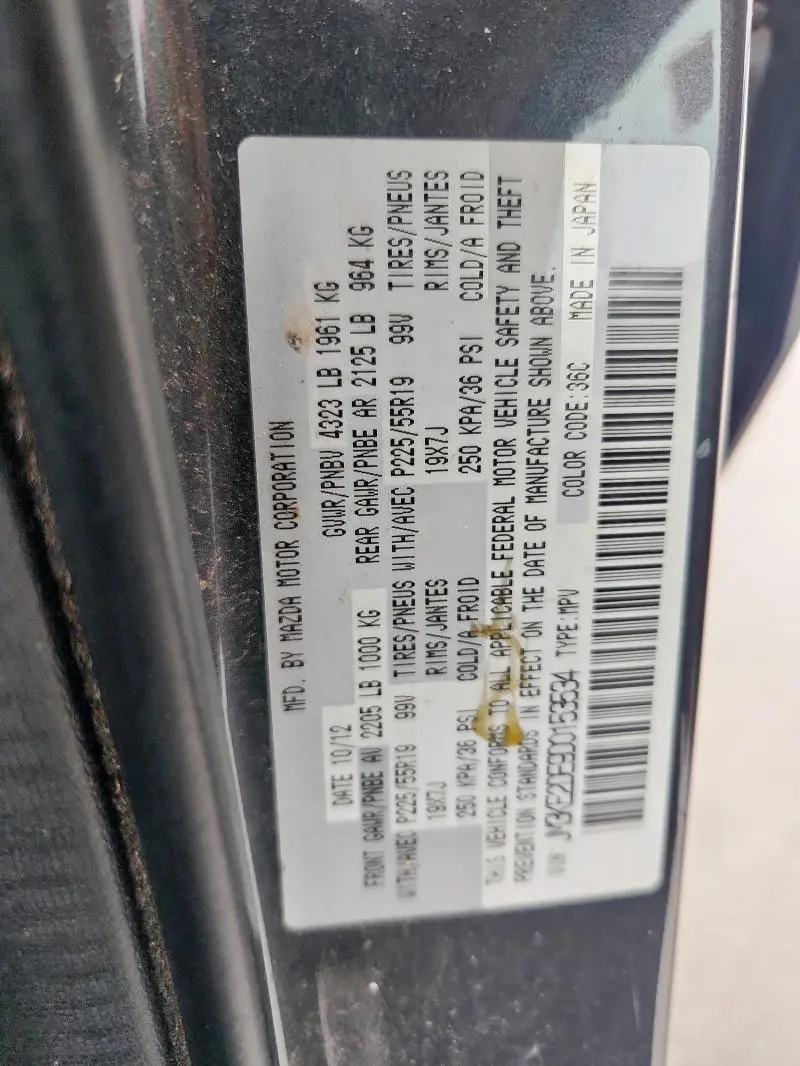 MFD. BY MAZDA MOTOR CORPORATION
DATE 10/12 GVWR/PNBV 4323 LB 1961 KG
FRONT GAWR/PNBE AV 2205 LB 1000 KG REAR GAWR/PNBE AR 2125 LB 964 KG
WITH/AVEC P225/55R19 99V TIRES/PNEUS WITH/AVEC P225/55R19 99V TIRES/PNEUS
19X7J RIMS/JANTES 19X7J RIMS/JANTES
250 KPA/36 PSI COLD/A FROID 250 KPA/36 PSI COLD/A FROID
THIS VEHICLE CONFORMS TO ALL APPLICABLE FEDERAL MOTOR VEHICLE SAFETY AND THEFT
PREVENTION STANDARDS IN EFFECT ON THE DATE OF MANUFACTURE SHOWN ABOVE.
VIN: JM3KE2DE9D0153534 TYPE:MPV COLOR CODE:36C MADE IN JAPAN